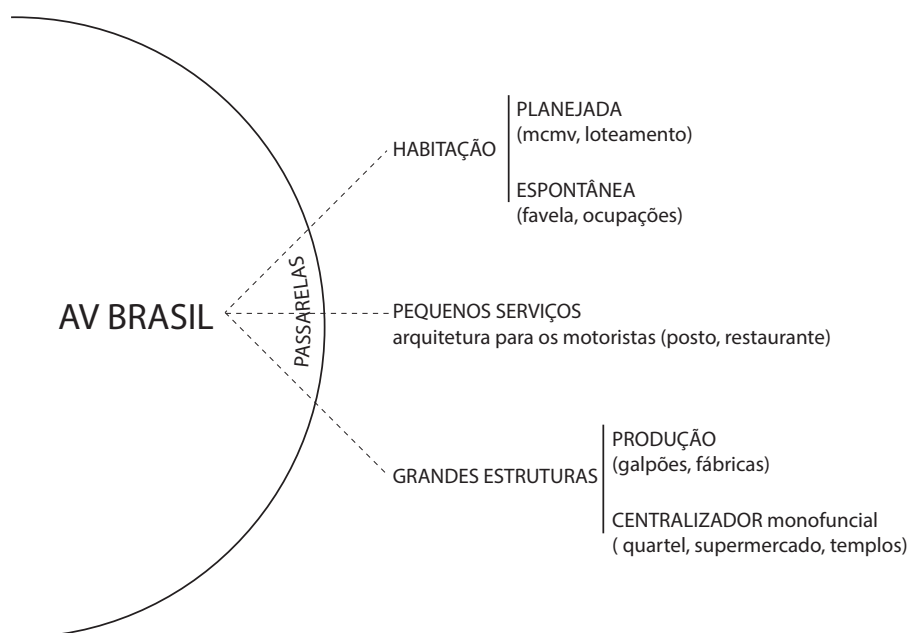 AV BRASIL
PASSARELAS
HABITAÇÃO
PLANEJADA
(mcmv, loteamento)
ESPONTÂNEA
(favela, ocupações)
PEQUENOS SERVIÇOS
arquitetura para os motoristas (posto, restaurante)
GRANDES ESTRUTURAS
PRODUÇÃO
(galpões, fábricas)
CENTRALIZADOR monofuncial
( quartel, supermercado, templos)